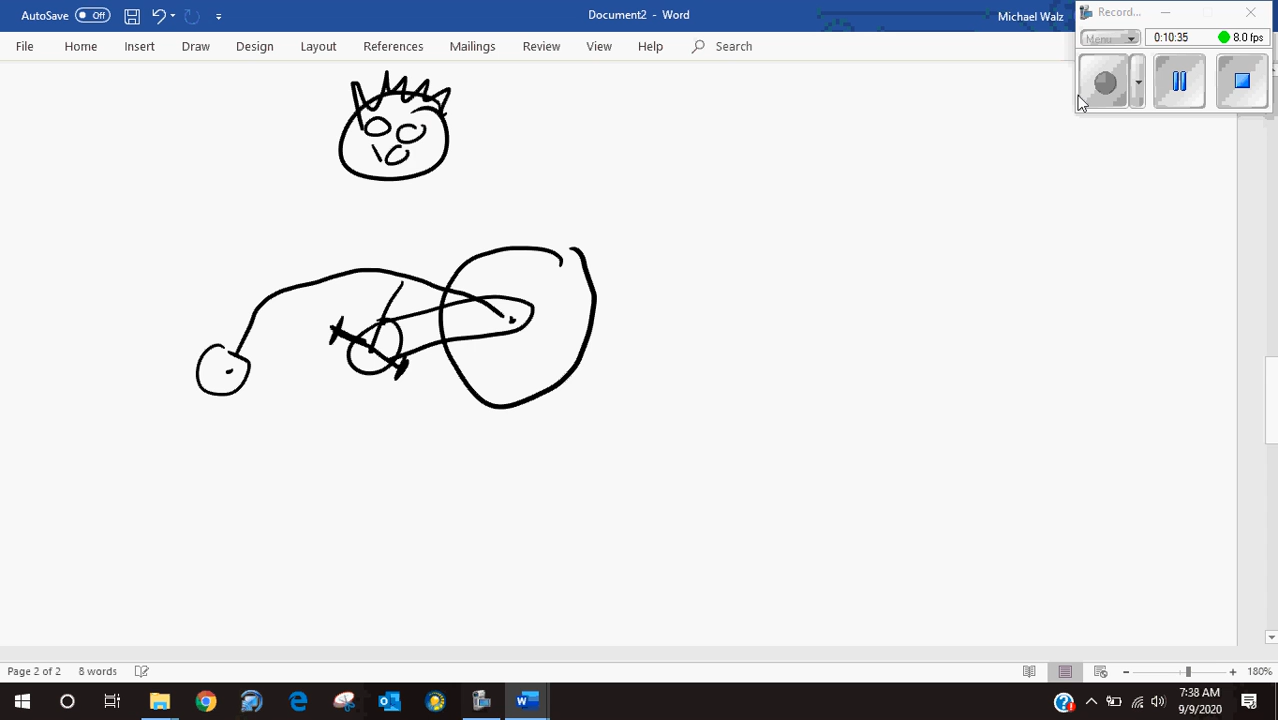 AutoSave Off Document2 - Word Michael Walz
Record...
File Home Insert Draw Design Layout References Mailings Review View Help Search
Menu 0:10:35 8.0 fps
Page 2 of 2 8 words 180%
7:38 AM
9/9/2020